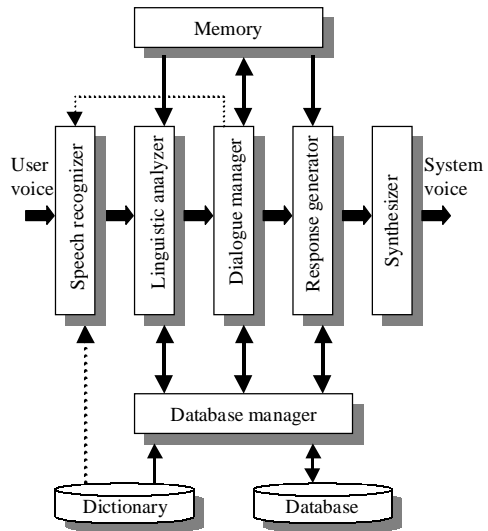 Memory
User
voice
Speech recognizer
Linguistic analyzer
Dialogue manager
Response generator
Synthesizer
System
voice
Database manager
Dictionary
Database